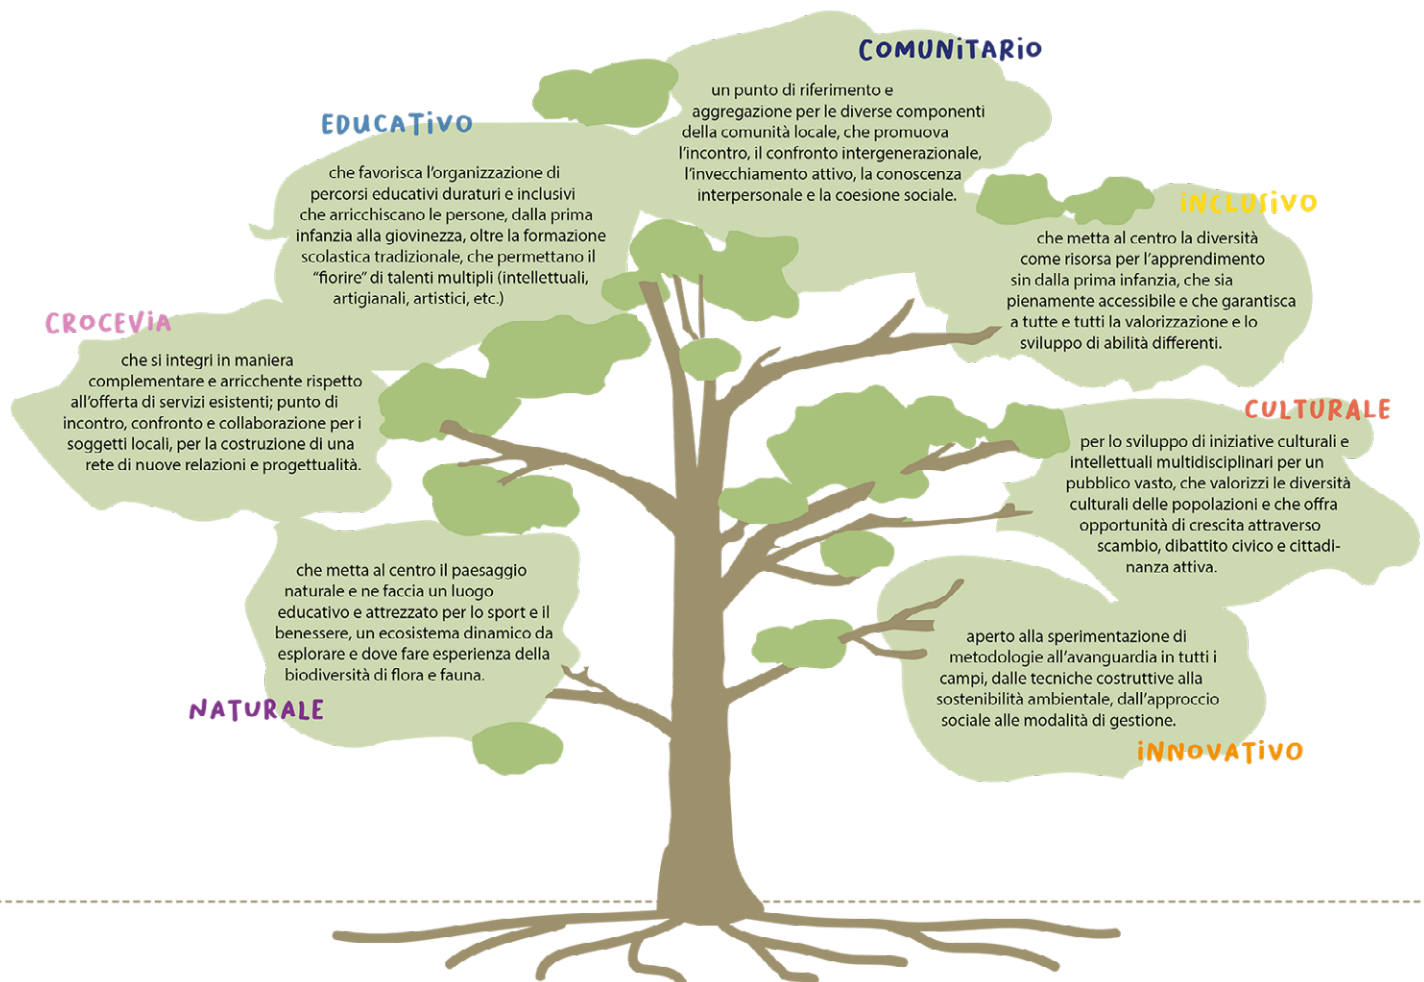 COMUNiTARiO
un punto di riferimento e
aggregazione per le diverse componenti
della comunità locale, che promuova
l'incontro, il confronto intergenerazionale,
l'invecchiamento attivo, la conoscenza
interpersonale e la coesione sociale.
EDUCATiVO
che favorisca l'organizzazione di
percorsi educativi duraturi e inclusivi
che arricchiscano le persone, dalla prima
infanzia alla giovinezza, oltre la formazione
scolastica tradizionale, che permettano il
“fiorire” di talenti multipli (intellettuali,
artigianali, artistici, etc.)
iNCLUSiVO
che metta al centro la diversità
come risorsa per l'apprendimento
sin dalla prima infanzia, che sia
pienamente accessibile e che garantisca
a tutte e tutti la valorizzazione e lo
sviluppo di abilità differenti.
CROCEViA
che si integri in maniera
complementare e arricchente rispetto
all'offerta di servizi esistenti; punto di
incontro, confronto e collaborazione per i
soggetti locali, per la costruzione di una
rete di nuove relazioni e progettualità.
CULTURALE
per lo sviluppo di iniziative culturali e
intellettuali multidisciplinari per un
pubblico vasto, che valorizzi le diversità
culturali delle popolazioni e che offra
opportunità di crescita attraverso
scambio, dibattito civico e cittadi-
nanza attiva.
che metta al centro il paesaggio
naturale e ne faccia un luogo
educativo e attrezzato per lo sport e il
benessere, un ecosistema dinamico da
esplorare e dove fare esperienza della
biodiversità di flora e fauna.
NATURALE
aperto alla sperimentazione di
metodologie all'avanguardia in tutti i
campi, dalle tecniche costruttive alla
sostenibilità ambientale, dall'approccio
sociale alle modalità di gestione.
iNNOVATiVO